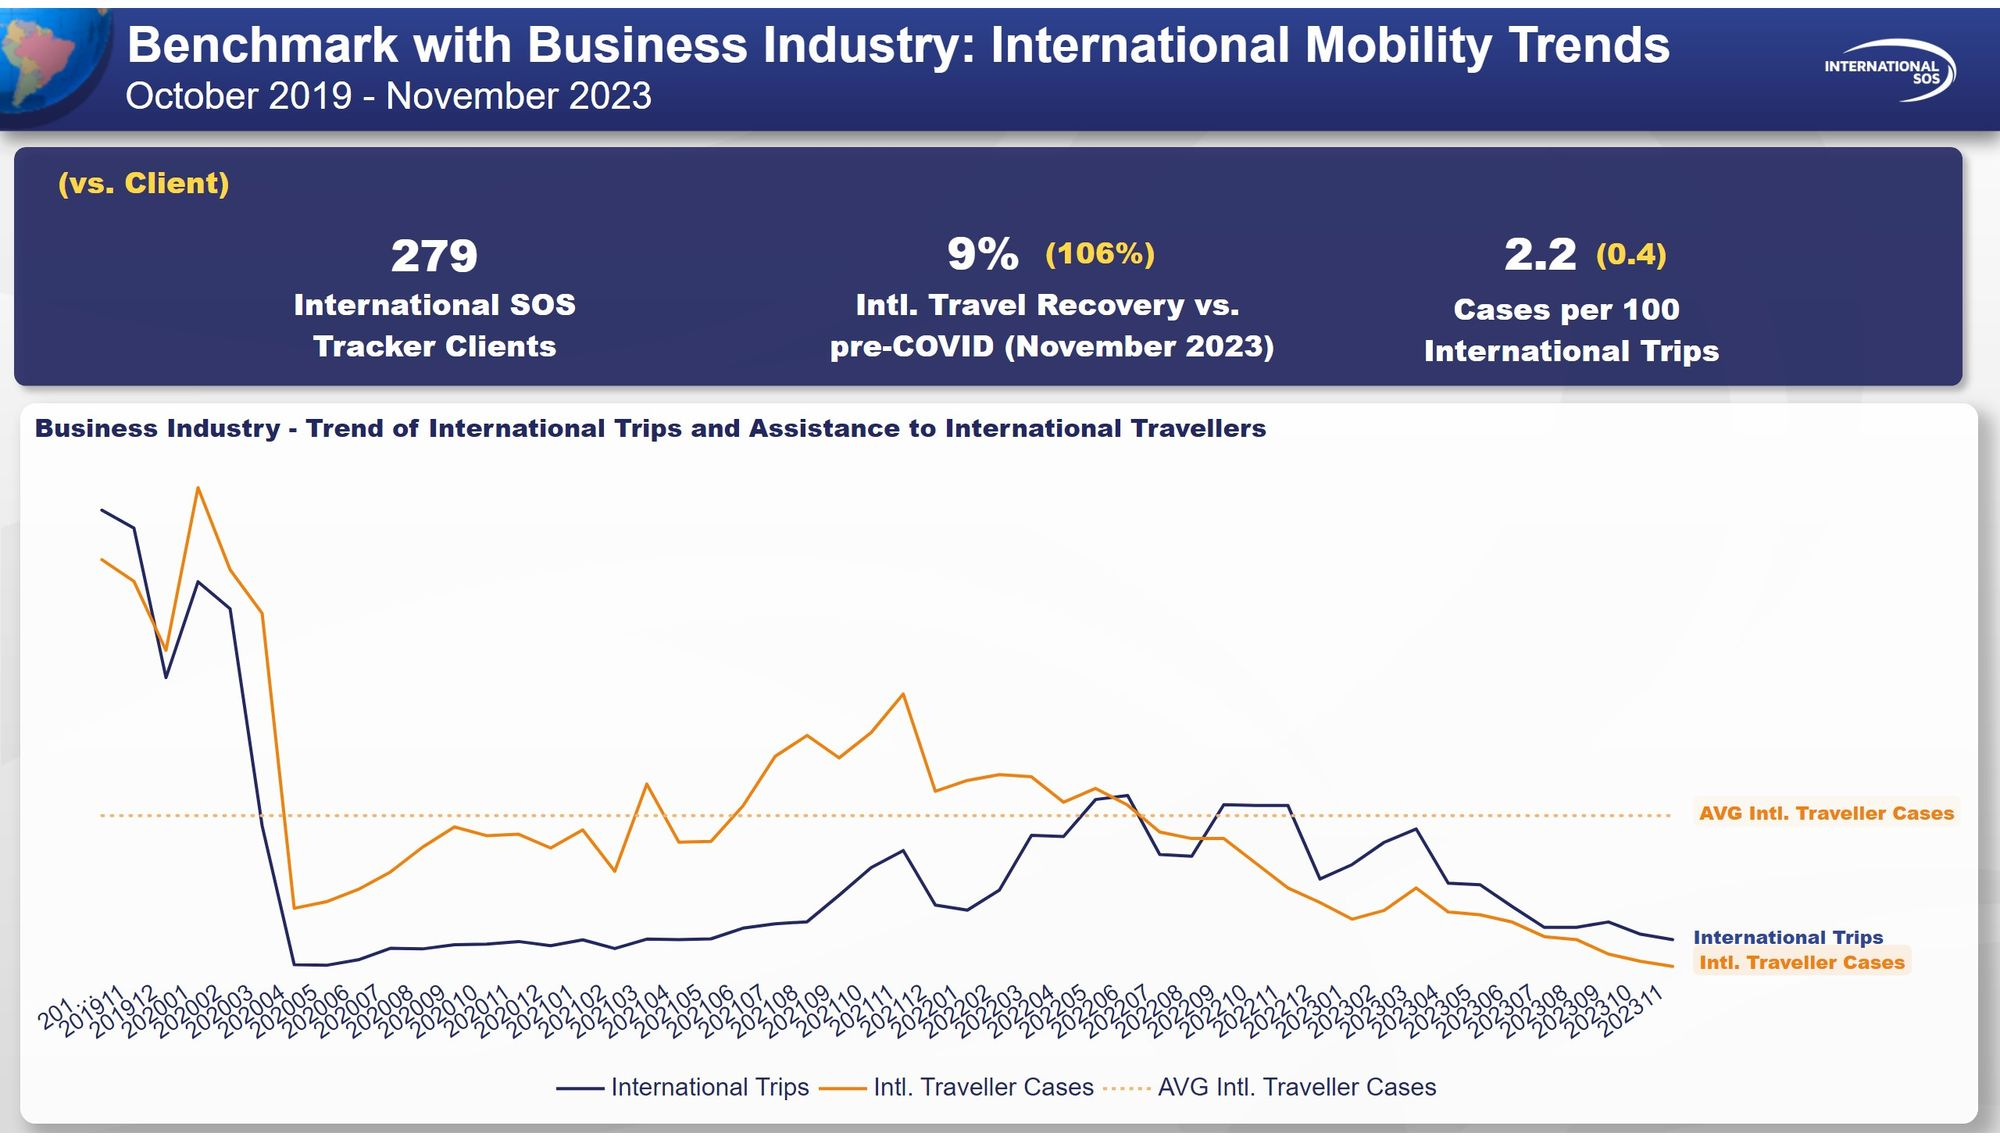 Benchmark with Business Industry: International Mobility Trends
October 2019 - November 2023
INTERNATIONAL
SOS
(vs. Client)
279
International SOS
Tracker Clients
9% (106%)
Intl. Travel Recovery vs.
pre-COVID (November 2023)
2.2 (0.4)
Cases per 100
International Trips
Business Industry - Trend of International Trips and Assistance to International Travellers
AVG Intl. Traveller Cases
International Trips
Intl. Traveller Cases
201...
201911
201912
202001
202002
202003
202004
202005
202006
202007
202008
202009
202010
202011
202012
202101
202102
202103
202104
202105
202106
202107
202108
202109
202110
202111
202112
202201
202202
202203
202204
202205
202206
202207
202208
202209
202210
202211
202212
202301
202302
202303
202304
202305
202306
202307
202308
202309
202310
202311
International Trips
Intl. Traveller Cases
AVG Intl. Traveller Cases